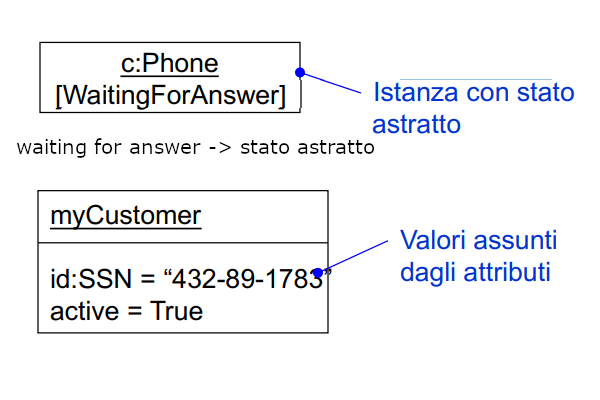 c:Phone
[WaitingForAnswer]
Istanza con stato
astratto
waiting for answer -> stato astratto
myCustomer
id:SSN = “432-89-1783”
active = True
Valori assunti
dagli attributi